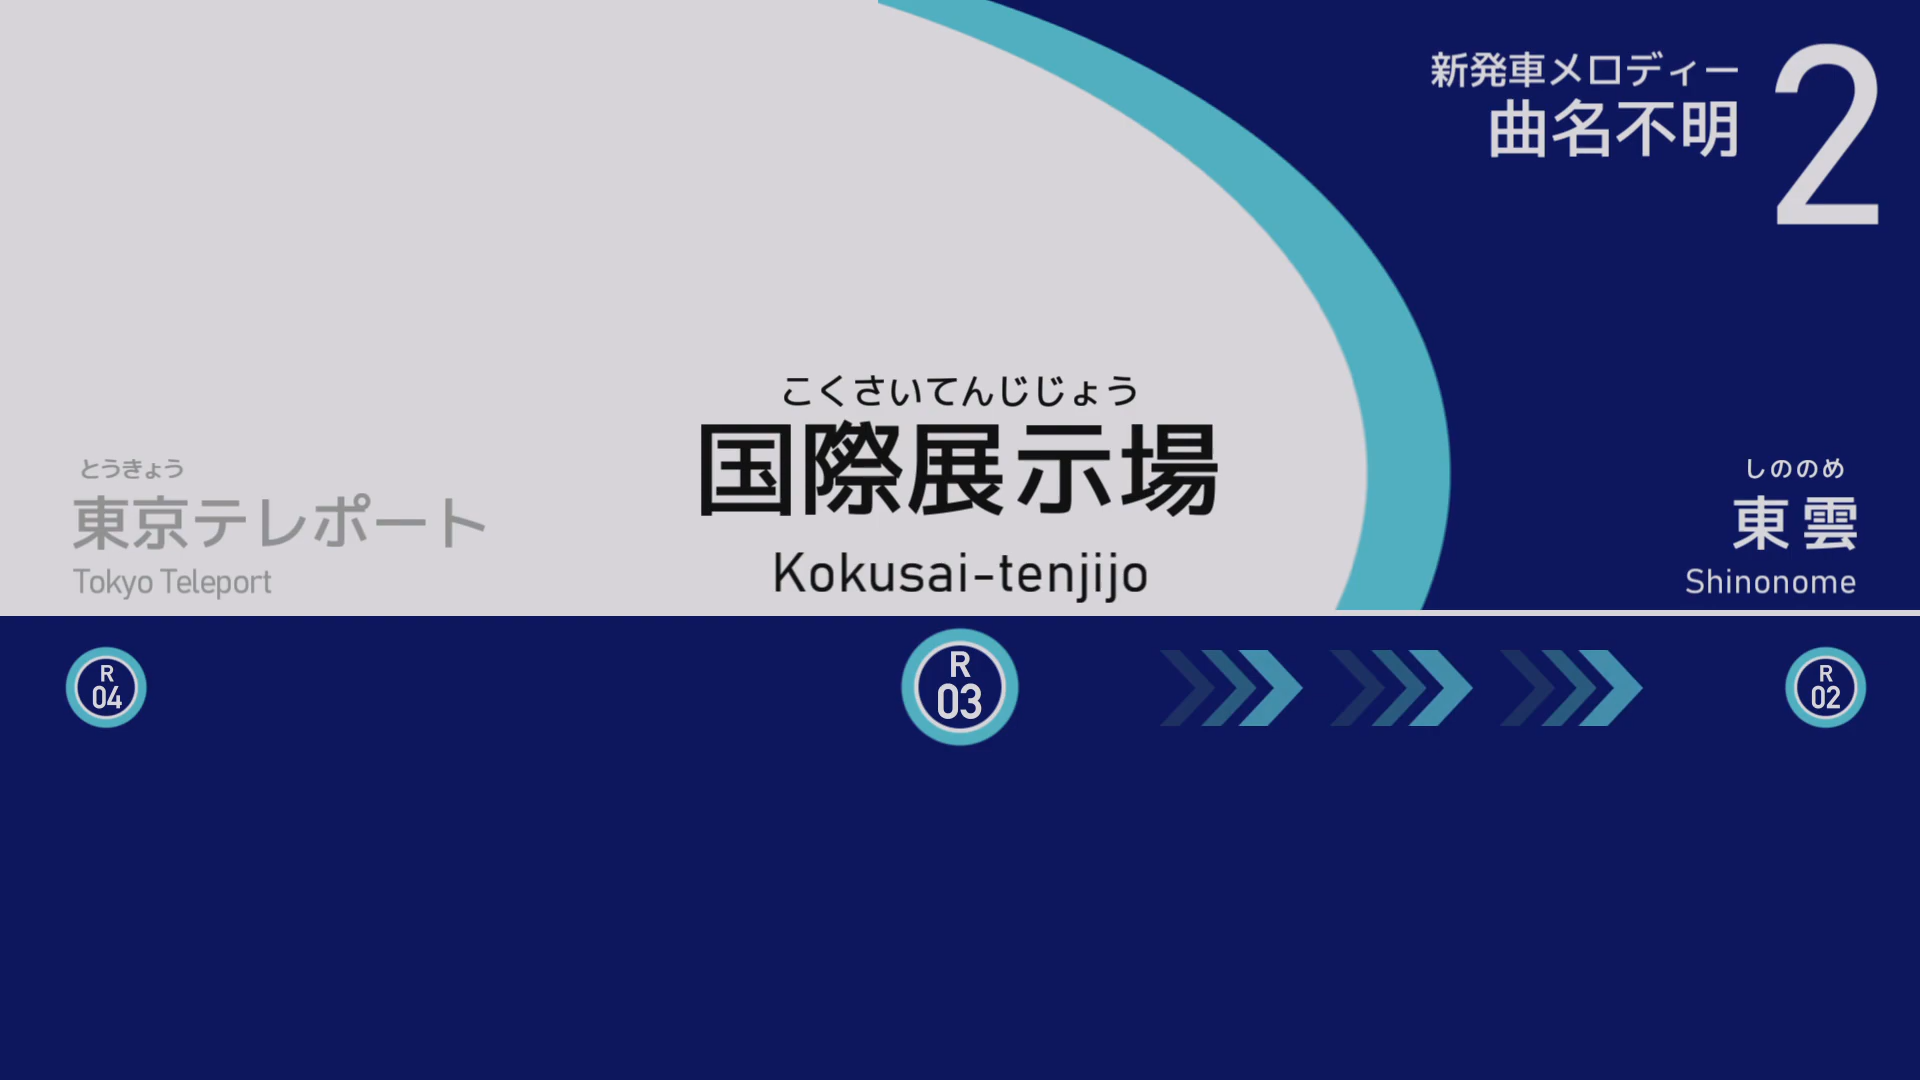 新発車メロディー
曲名不明
2
こくさいてんじじょう
国際展示場
Kokusai-tenjijo
とうきょう
東京テレポート
Tokyo Teleport
しののめ
東雲
Shinonome
R
04
R
03
R
02